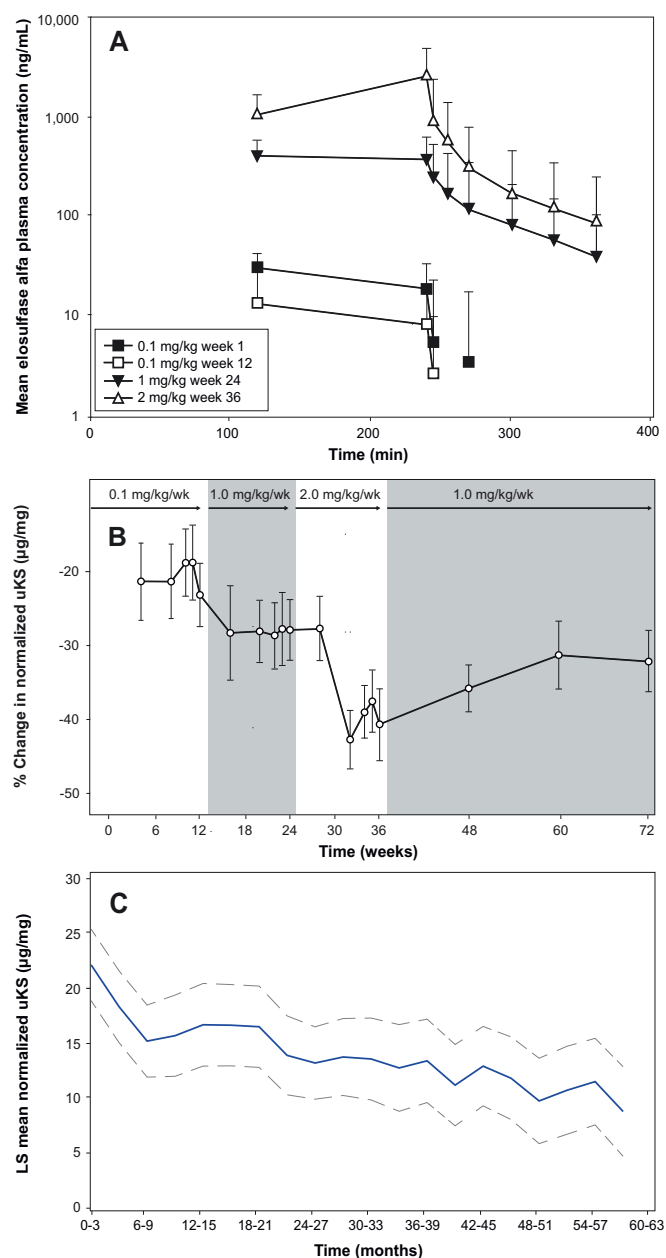 A
Mean elosulfase alfa plasma concentration (ng/mL)
10,000
1,000
100
10
1
0.1 mg/kg week 1
0.1 mg/kg week 12
1 mg/kg week 24
2 mg/kg week 36
0 100 200 300 400
Time (min)
B
0.1 mg/kg/wk 1.0 mg/kg/wk 2.0 mg/kg/wk 1.0 mg/kg/wk
% Change in normalized uKS (µg/mg)
-20
-30
-40
-50
0 6 12 18 24 30 36 48 60 72
Time (weeks)
C
LS mean normalized uKS (µg/mg)
30
25
20
15
10
5
0
0-3 6-9 12-15 18-21 24-27 30-33 36-39 42-45 48-51 54-57 60-63
Time (months)